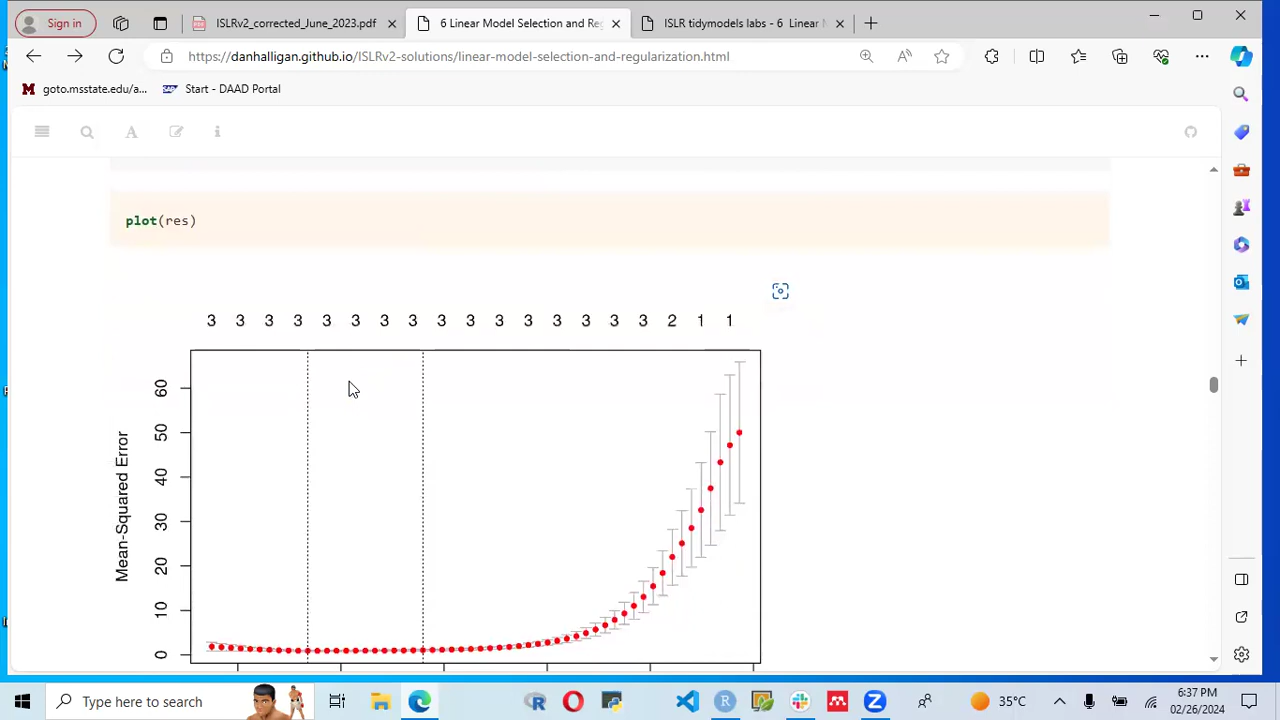 Sign in
ISLRv2_corrected_June_2023.pdf
6 Linear Model Selection and Re
ISLR tidymodels labs - 6 Linear M
https://danhalligan.github.io/ISLRv2-solutions/linear-model-selection-and-regularization.html
goto.msstate.edu/a...
Start - DAAD Portal
plot(res)
3 3 3 3 3 3 3 3 3 3 3 3 3 3 3 3 2 1 1
60
50
40
30
20
10
0
Mean-Squared Error
Type here to search
35°C
6:37 PM
02/26/2024